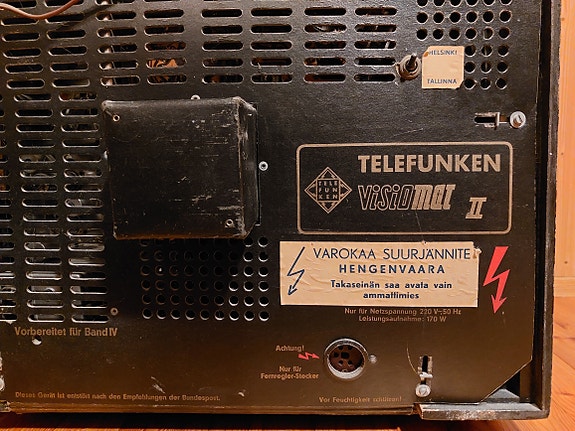 HELSINKI
TALLINNA
TELEFUNKEN
TELE
FUN
KEN
VISIOMAT II
VAROKAA SUURJÄNNITE
HENGENVAARA
Takaseinän saa avata vain
ammattimies
Nur für Netzspannung 220 V~50 Hz
Leistungsaufnahme: 170 W
Vorbereitet für Band IV
Achtung!
Nur für
Fernregler-Stecker
Dieses Gerät ist entstört nach den Empfehlungen der Bundespost.
Vor Feuchtigkeit schützen!